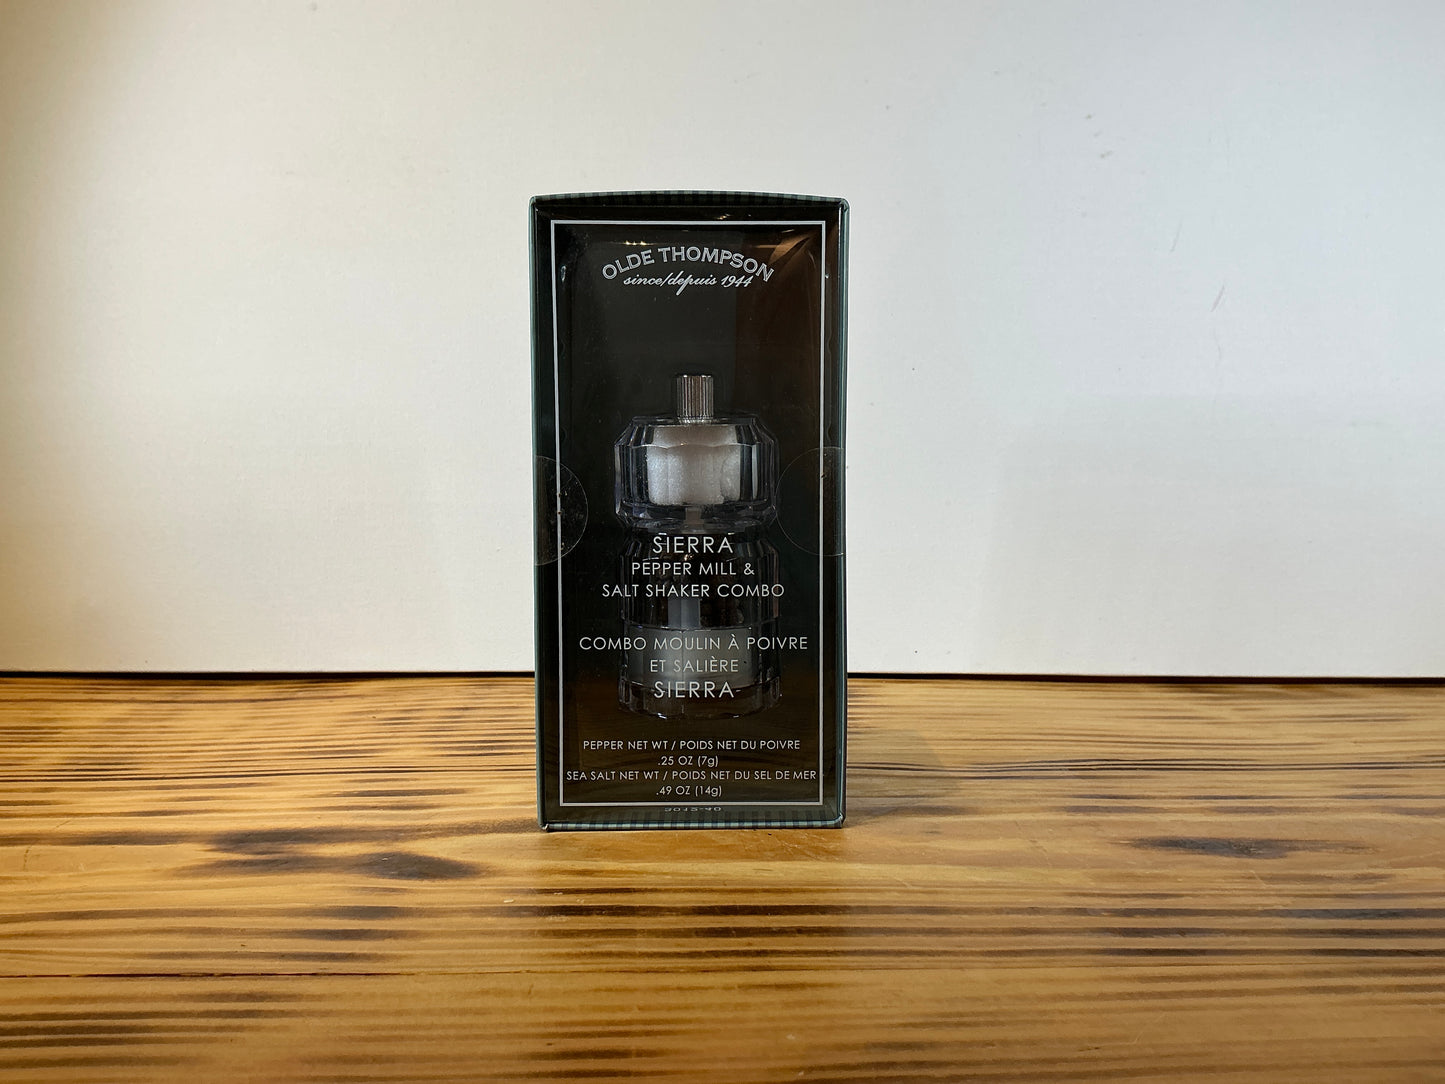 OLDE THOMPSON
since/depuis 1944
SIERRA
PEPPER MILL &
SALT SHAKER COMBO
COMBO MOULIN À POIVRE
ET SALIÈRE
SIERRA
PEPPER NET WT / POIDS NET DU POIVRE
.25 OZ (7g)
SEA SALT NET WT / POIDS NET DU SEL DE MER
.49 OZ (14g)
3012-40